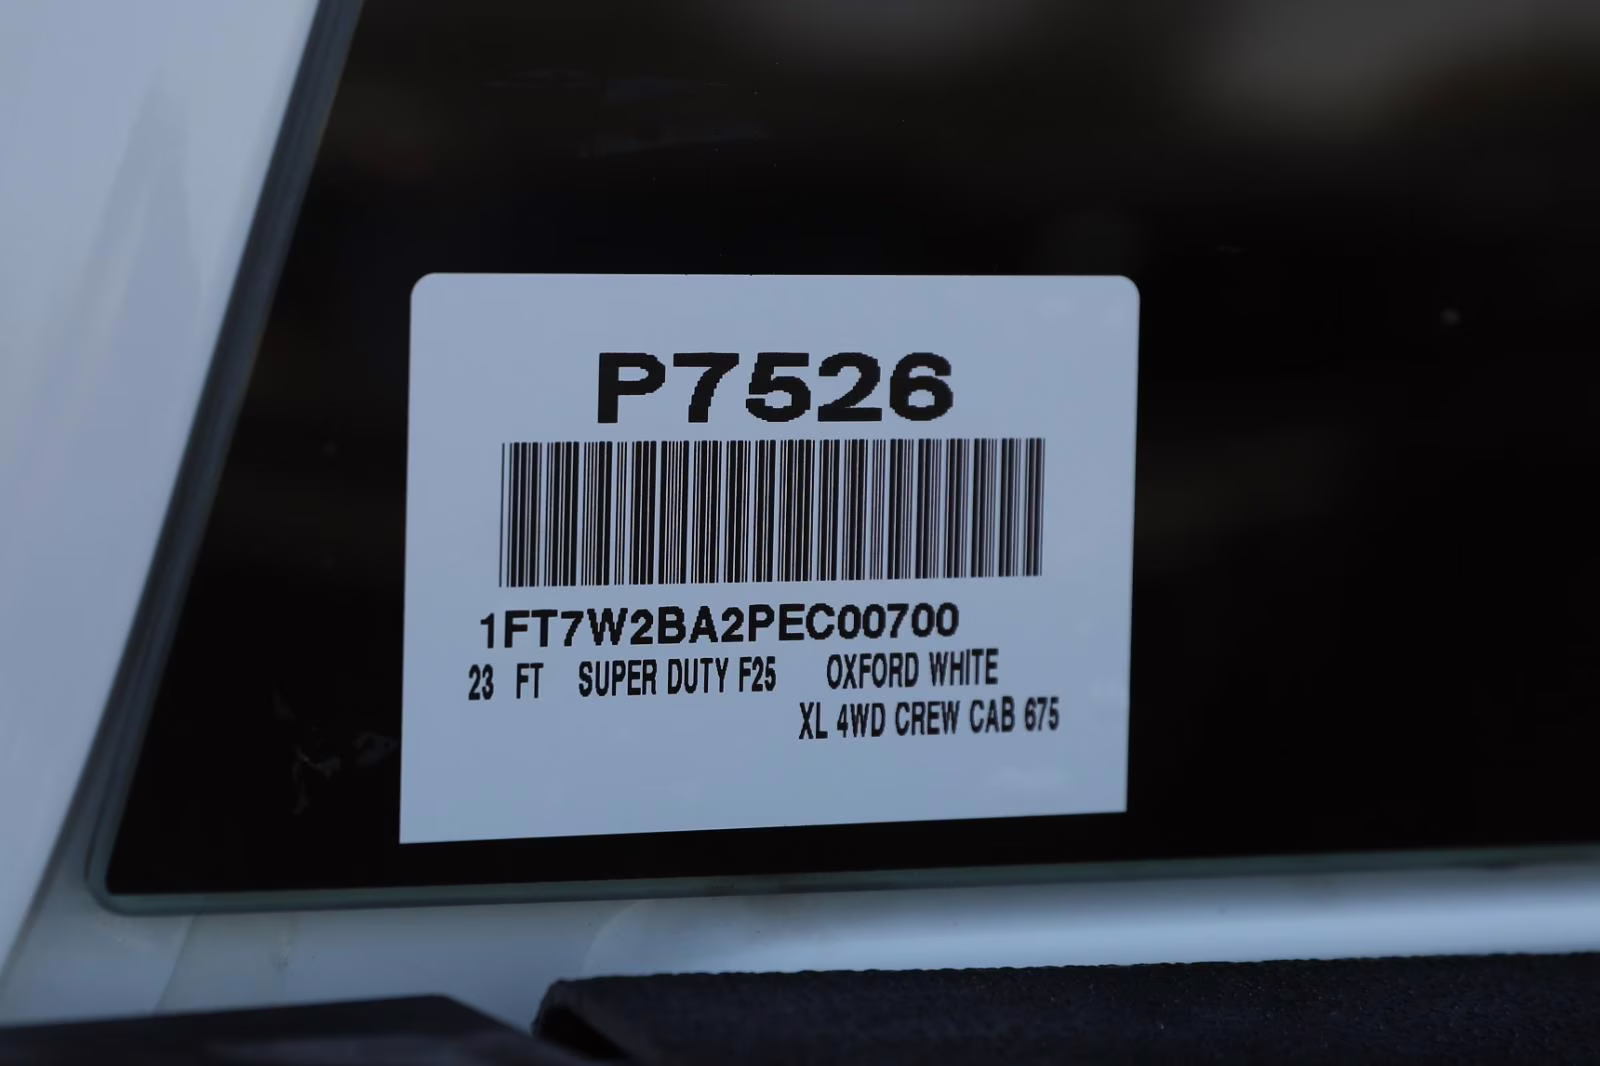 P7526
1FT7W2BA2PEC00700
23 FT SUPER DUTY F25 OXFORD WHITE
XL 4WD CREW CAB 675